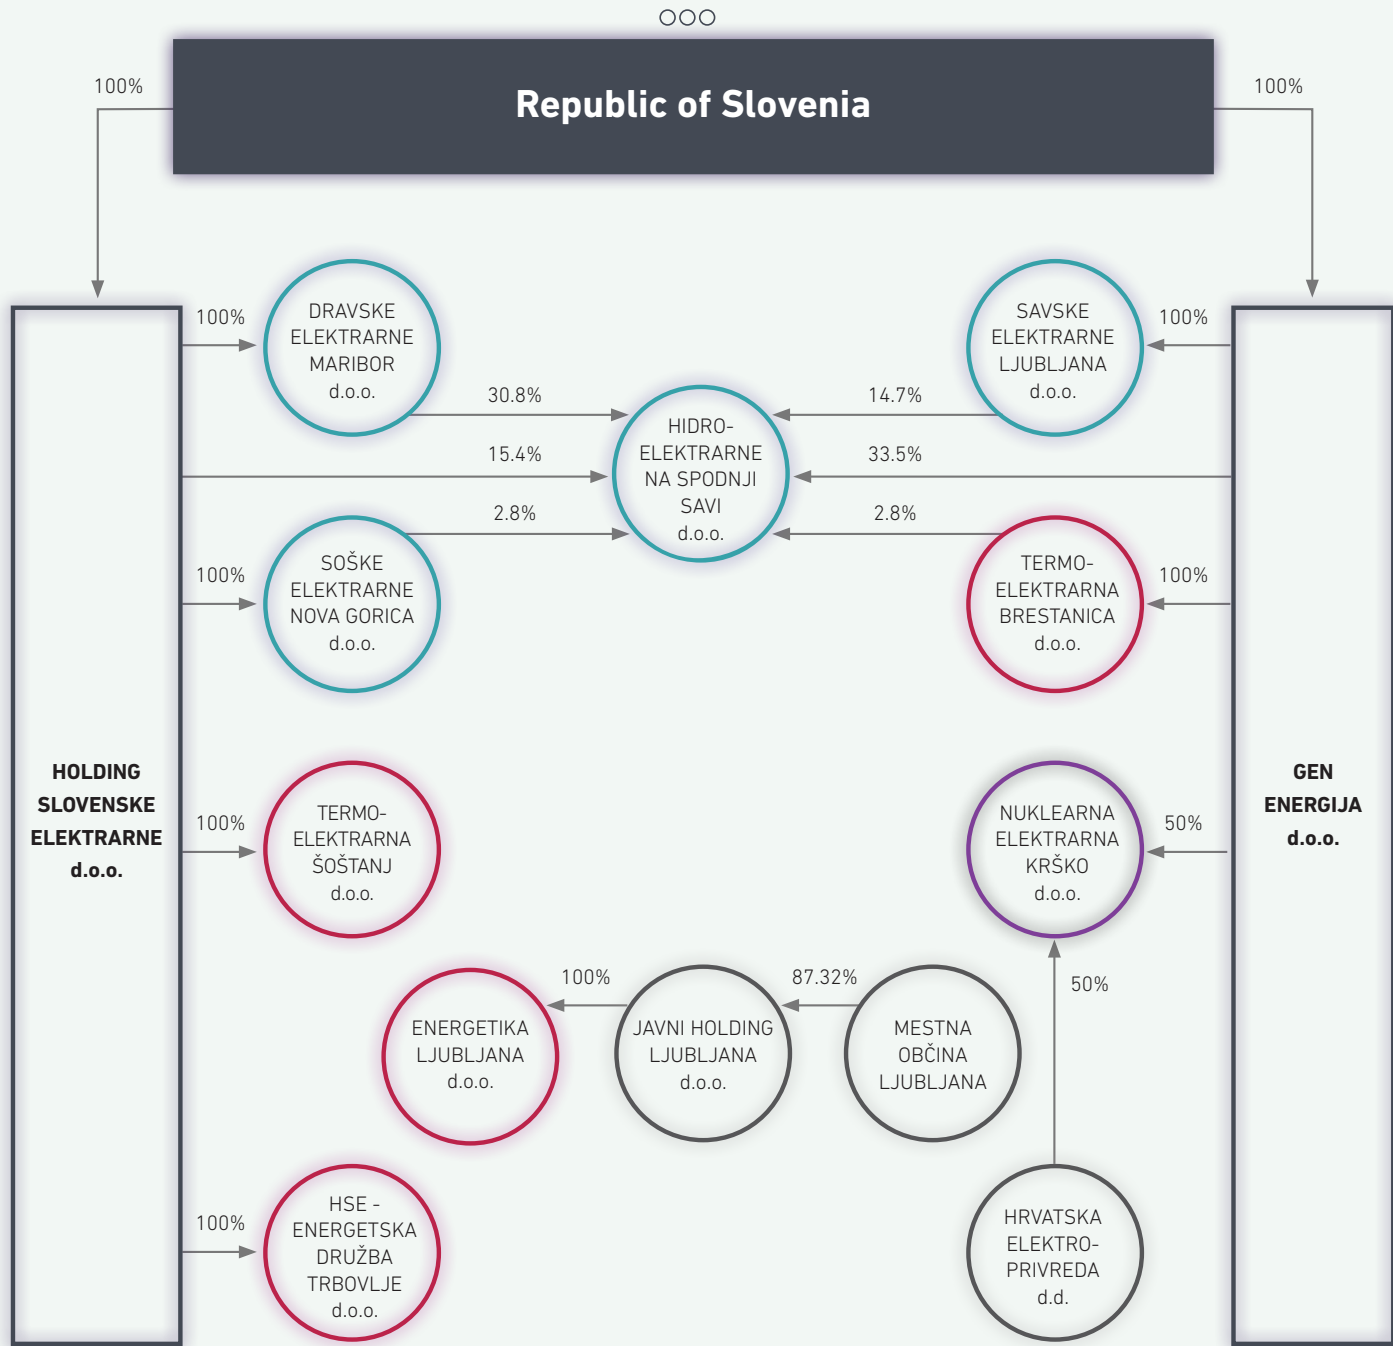 Republic of Slovenia
100%
100%
HOLDING
SLOVENSKE
ELEKTRARNE
d.o.o.
GEN
ENERGIJA
d.o.o.
100%
DRAVSKE
ELEKTRARNE
MARIBOR
d.o.o.
SAVSKE
ELEKTRARNE
LJUBLJANA
d.o.o.
100%
30.8%
14.7%
HIDRO-
ELEKTRARNE
NA SPODNJI
SAVI
d.o.o.
15.4%
33.5%
2.8%
2.8%
100%
SOŠKE
ELEKTRARNE
NOVA GORICA
d.o.o.
TERMO-
ELEKTRARNA
BRESTANICA
d.o.o.
100%
100%
TERMO-
ELEKTRARNA
ŠOŠTANJ
d.o.o.
NUKLEARNA
ELEKTRARNA
KRŠKO
d.o.o.
50%
50%
100%
87.32%
ENERGETIKA
LJUBLJANA
d.o.o.
JAVNI HOLDING
LJUBLJANA
d.o.o.
MESTNA
OBČINA
LJUBLJANA
100%
HSE -
ENERGETSKA
DRUŽBA
TRBOVLJE
d.o.o.
HRVATSKA
ELEKTRO-
PRIVREDA
d.d.